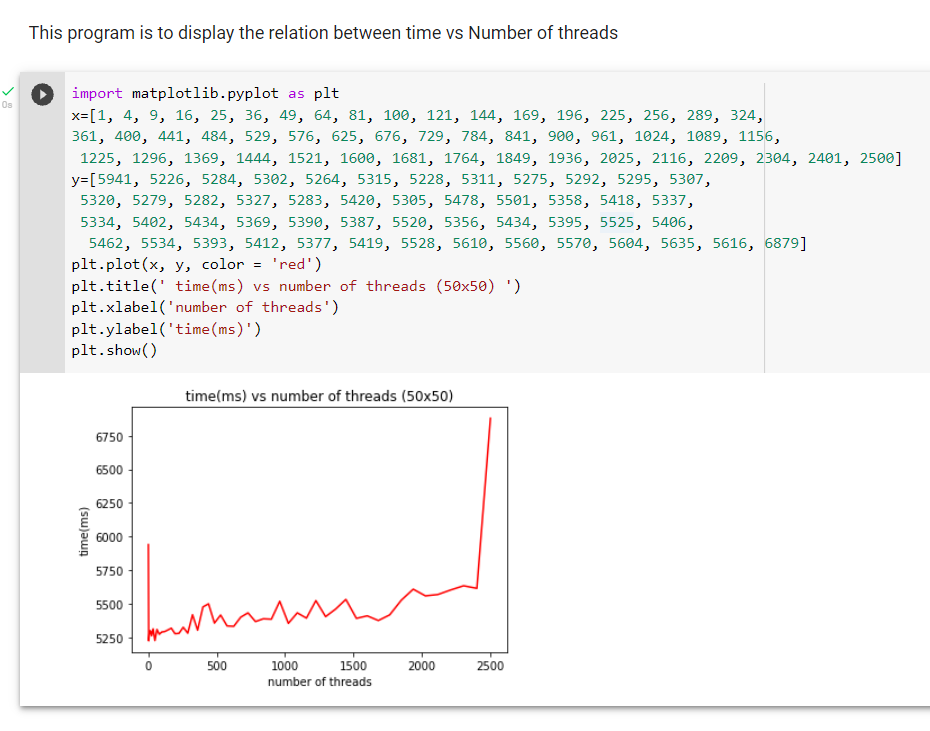 This program is to display the relation between time vs Number of threads
0s
import matplotlib.pyplot as plt
x=[1, 4, 9, 16, 25, 36, 49, 64, 81, 100, 121, 144, 169, 196, 225, 256, 289, 324,
361, 400, 441, 484, 529, 576, 625, 676, 729, 784, 841, 900, 961, 1024, 1089, 1156,
1225, 1296, 1369, 1444, 1521, 1600, 1681, 1764, 1849, 1936, 2025, 2116, 2209, 2304, 2401, 2500]
y=[5941, 5226, 5284, 5302, 5264, 5315, 5228, 5311, 5275, 5292, 5295, 5307,
5320, 5279, 5282, 5327, 5283, 5420, 5305, 5478, 5501, 5358, 5418, 5337,
5334, 5402, 5434, 5369, 5390, 5387, 5520, 5356, 5434, 5395, 5525, 5406,
5462, 5534, 5393, 5412, 5377, 5419, 5528, 5610, 5560, 5570, 5604, 5635, 5616, 6879]
plt.plot(x, y, color = 'red')
plt.title(' time(ms) vs number of threads (50x50) ')
plt.xlabel('number of threads')
plt.ylabel('time(ms)')
plt.show()
time(ms) vs number of threads (50x50)
6750
6500
6250
6000
5750
5500
5250
time(ms)
0 500 1000 1500 2000 2500
number of threads